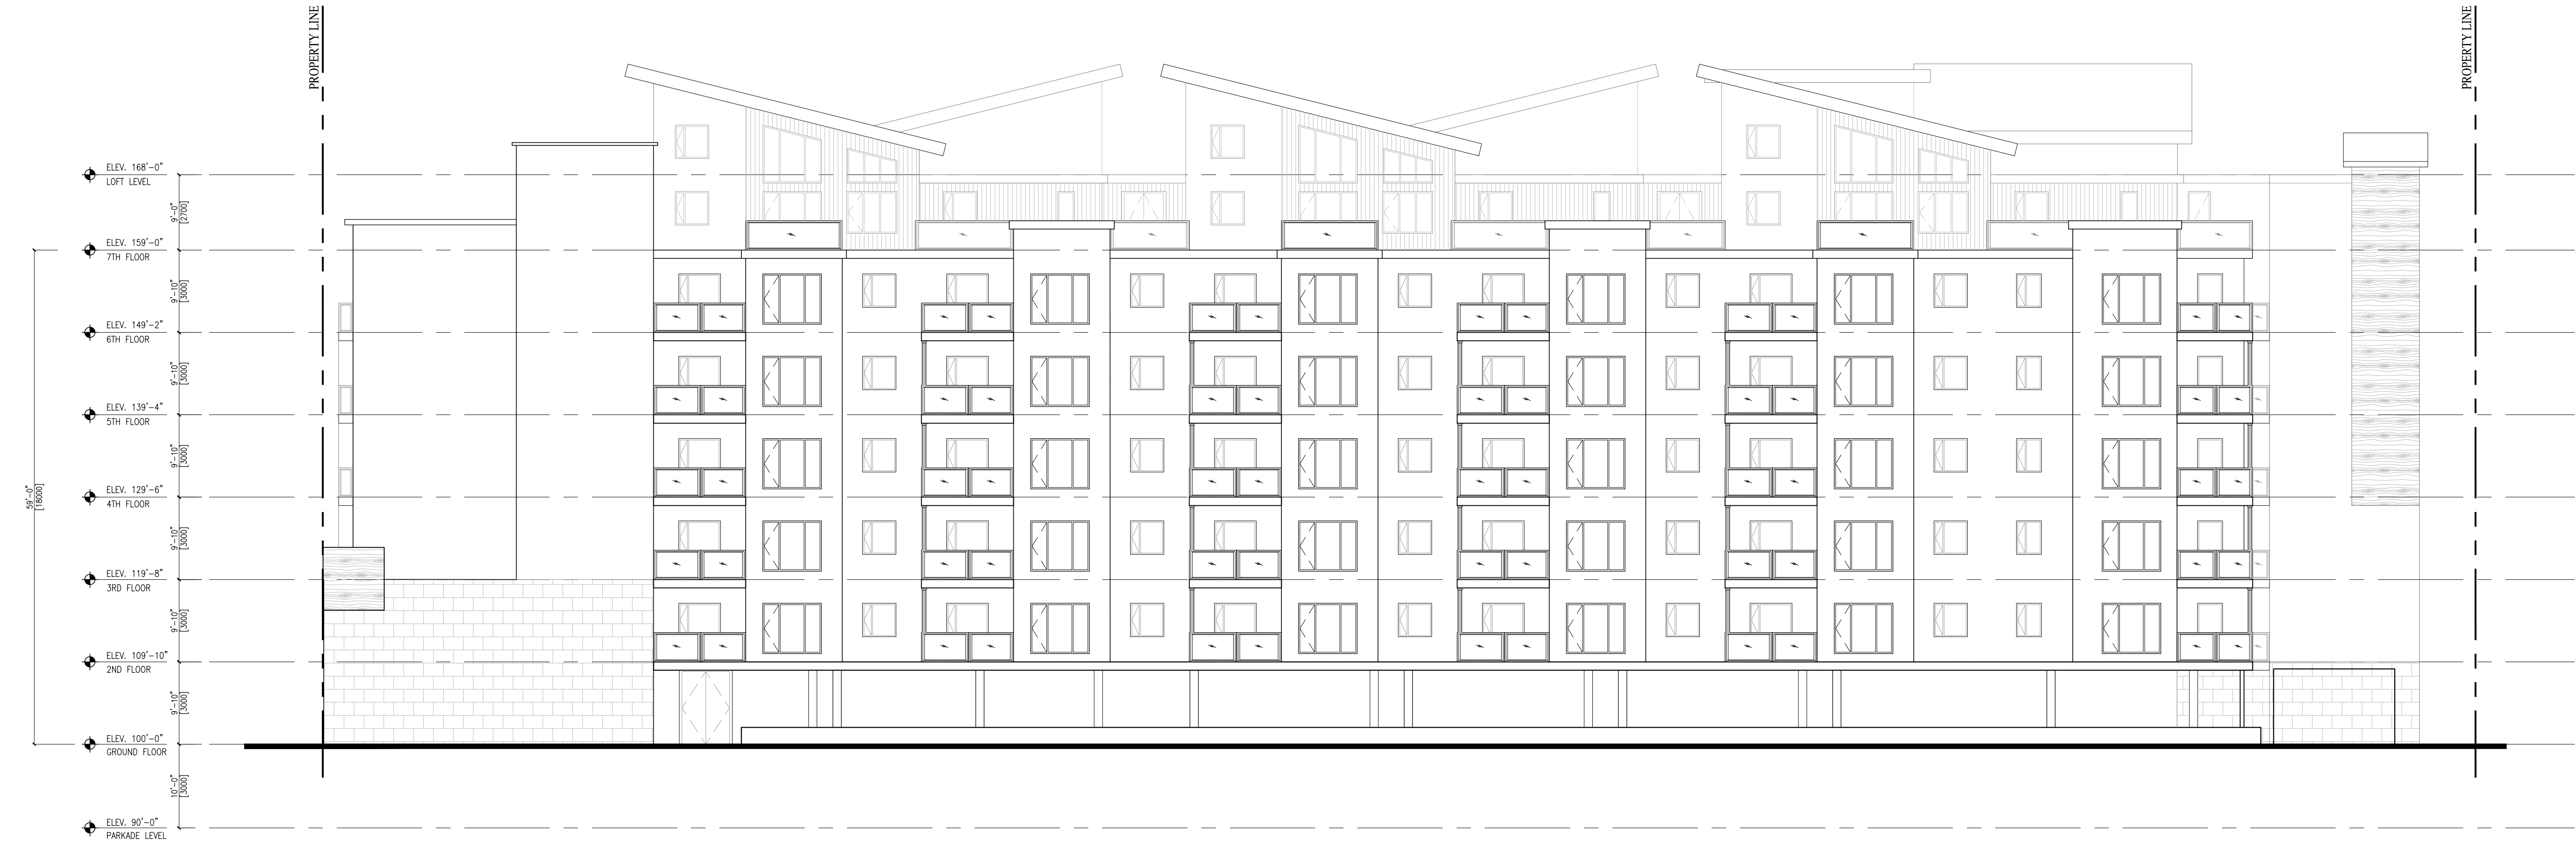 PROPERTY LINE
PROPERTY LINE
ELEV. 168'-0"
LOFT LEVEL
9'-0"
[2700]
ELEV. 159'-0"
7TH FLOOR
9'-10"
[3000]
ELEV. 149'-2"
6TH FLOOR
9'-10"
[3000]
ELEV. 139'-4"
5TH FLOOR
9'-10"
[3000]
ELEV. 129'-6"
4TH FLOOR
59'-0"
[18000]
9'-10"
[3000]
ELEV. 119'-8"
3RD FLOOR
9'-10"
[3000]
ELEV. 109'-10"
2ND FLOOR
9'-10"
[3000]
ELEV. 100'-0"
GROUND FLOOR
10'-0"
[3000]
ELEV. 90'-0"
PARKADE LEVEL